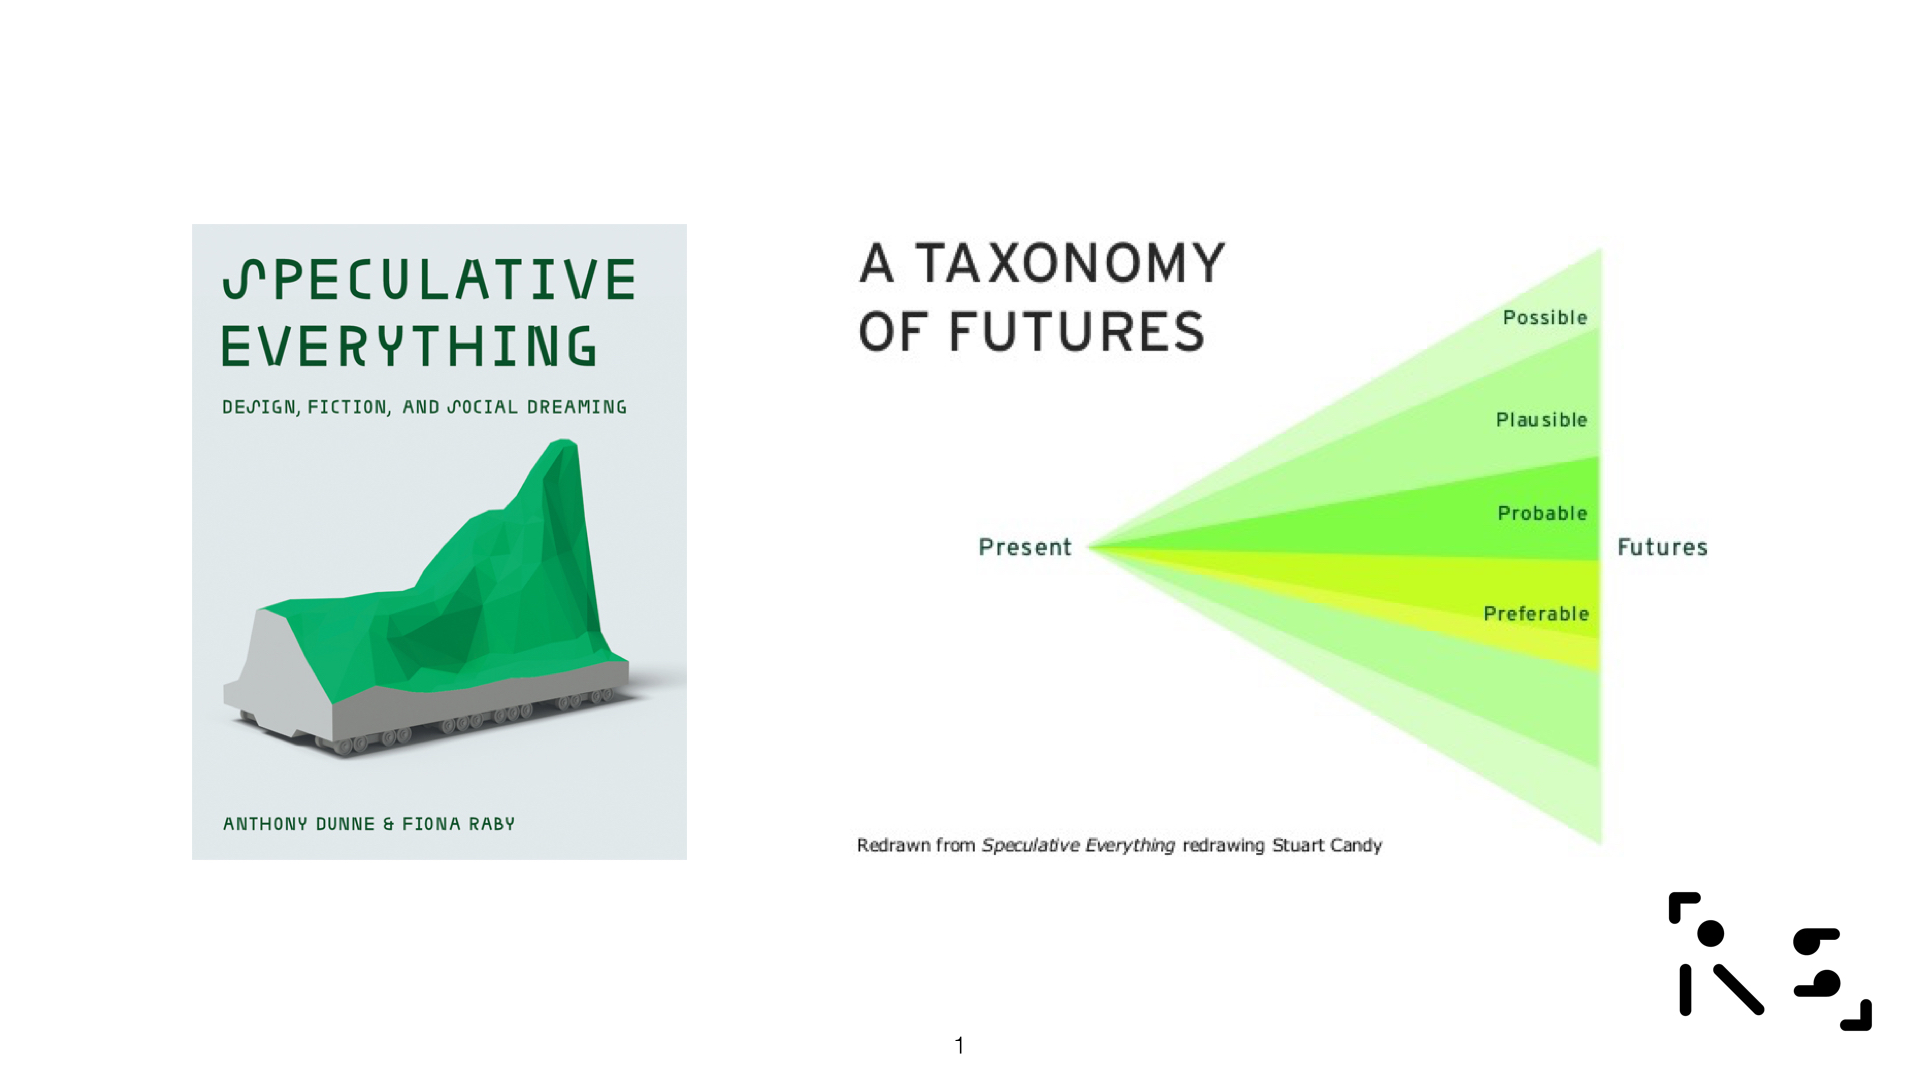 SPECULATIVE
EVERYTHING
DESIGN, FICTION, AND SOCIAL DREAMING
ANTHONY DUNNE & FIONA RABY
A TAXONOMY
OF FUTURES
Possible
Plausible
Probable
Present
Futures
Preferable
Redrawn from Speculative Everything redrawing Stuart Candy
RS
1